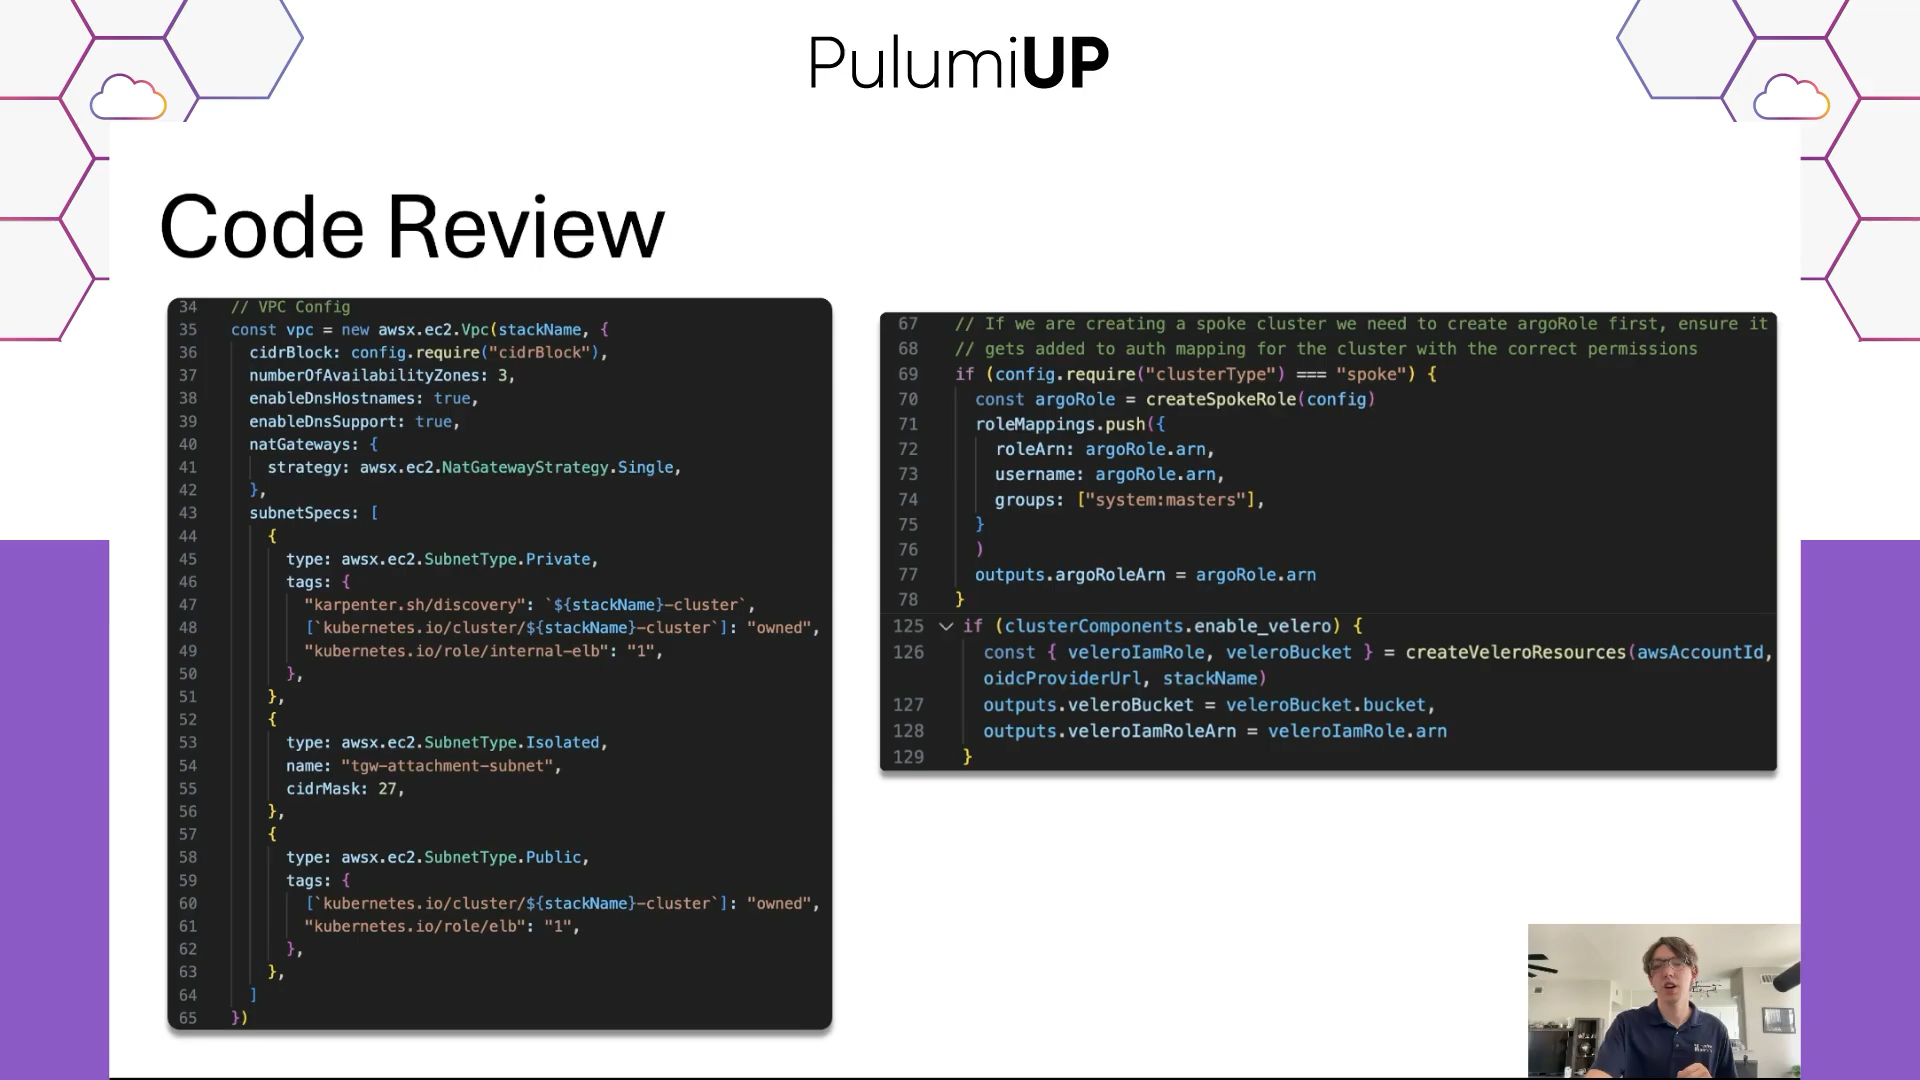 PulumiUP
Code Review
34 // VPC Config
35 const vpc = new awsx.ec2.Vpc(stackName, {
36 cidrBlock: config.require("cidrBlock"),
37 numberOfAvailabilityZones: 3,
38 enableDnsHostnames: true,
39 enableDnsSupport: true,
40 natGateways: {
41 strategy: awsx.ec2.NatGatewayStrategy.Single,
42 },
43 subnetSpecs: [
44 {
45 type: awsx.ec2.SubnetType.Private,
46 tags: {
47 "karpenter.sh/discovery": `${stackName}-cluster`,
48 [`kubernetes.io/cluster/${stackName}-cluster`]: "owned",
49 "kubernetes.io/role/internal-elb": "1",
50 },
51 },
52 {
53 type: awsx.ec2.SubnetType.Isolated,
54 name: "tgw-attachment-subnet",
55 cidrMask: 27,
56 },
57 {
58 type: awsx.ec2.SubnetType.Public,
59 tags: {
60 [`kubernetes.io/cluster/${stackName}-cluster`]: "owned",
61 "kubernetes.io/role/elb": "1",
62 },
63 },
64 ]
65 })
67 // If we are creating a spoke cluster we need to create argoRole first, ensure it
68 // gets added to auth mapping for the cluster with the correct permissions
69 if (config.require("clusterType") === "spoke") {
70 const argoRole = createSpokeRole(config)
71 roleMappings.push({
72 roleArn: argoRole.arn,
73 username: argoRole.arn,
74 groups: ["system:masters"],
75 }
76 )
77 outputs.argoRoleArn = argoRole.arn
78 }
125 if (clusterComponents.enable_velero) {
126 const { veleroIamRole, veleroBucket } = createVeleroResources(awsAccountId,
oidcProviderUrl, stackName)
127 outputs.veleroBucket = veleroBucket.bucket,
128 outputs.veleroIamRoleArn = veleroIamRole.arn
129 }